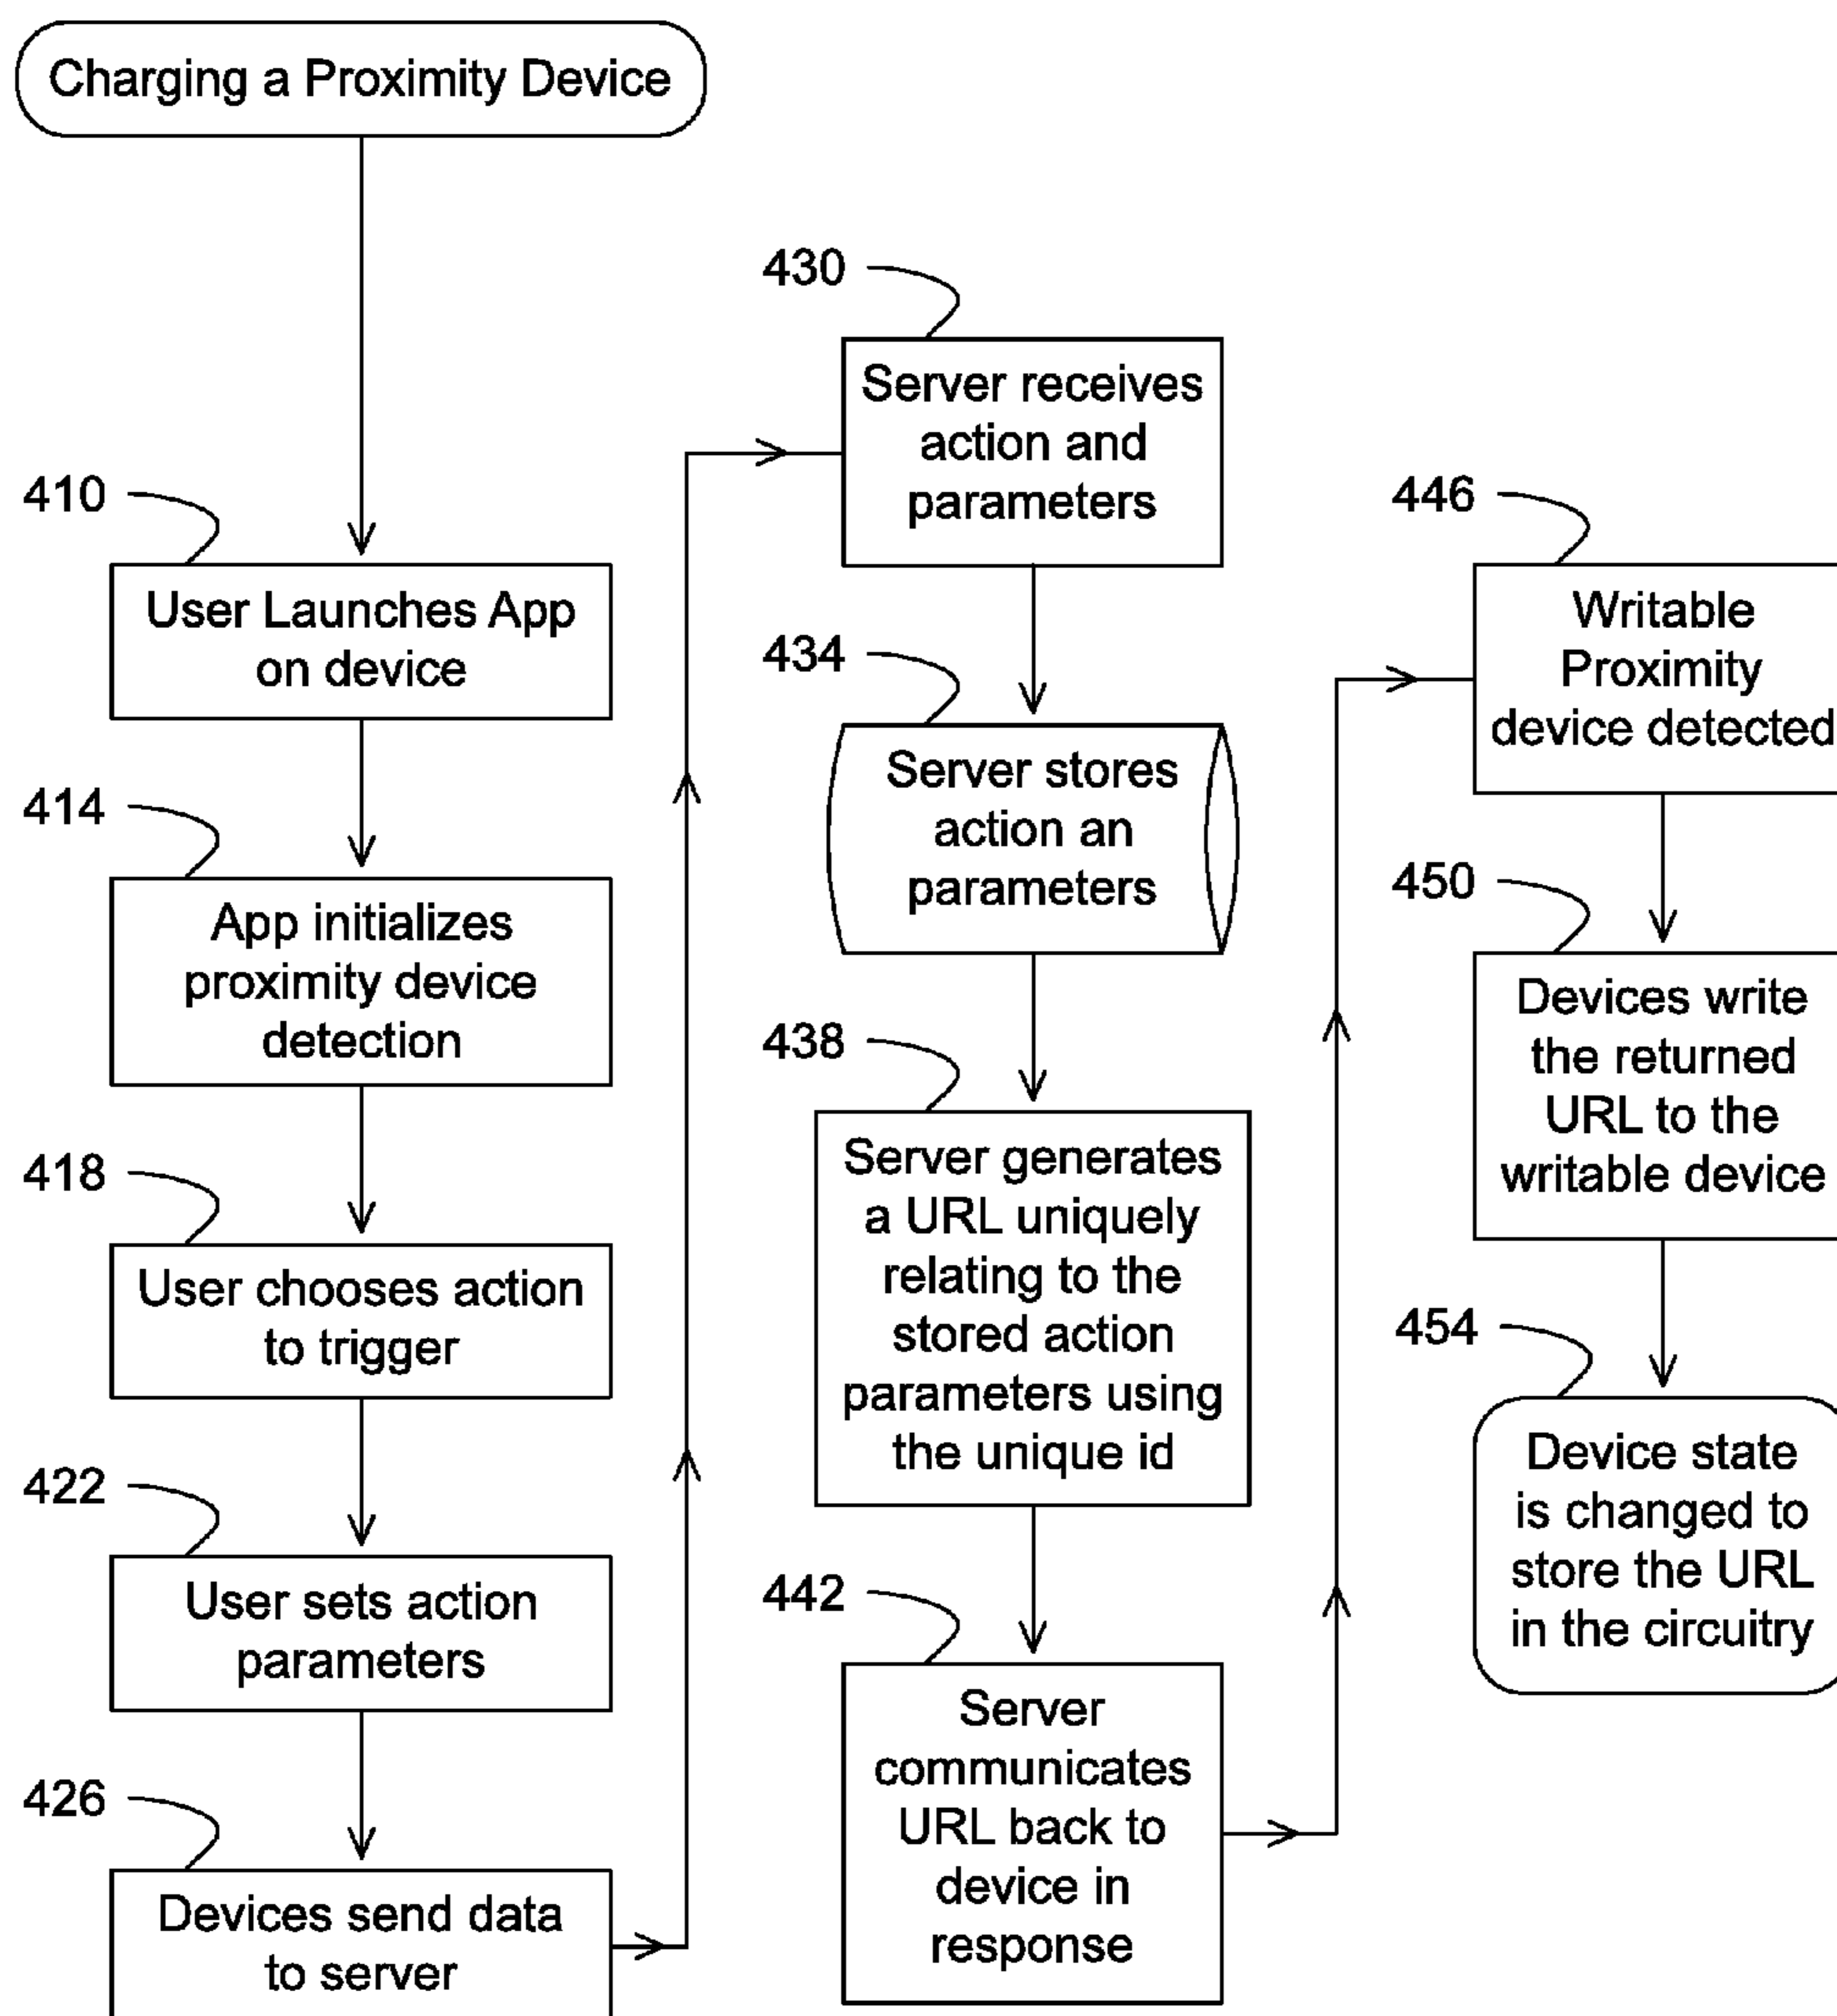 Charging a Proximity Device
410
User Launches App
on device
414
App initializes
proximity device
detection
418
User chooses action
to trigger
422
User sets action
parameters
426
Devices send data
to server
430
Server receives
action and
parameters
434
Server stores
action an
parameters
438
Server generates
a URL uniquely
relating to the
stored action
parameters using
the unique id
442
Server
communicates
URL back to
device in
response
446
Writable
Proximity
device detected
450
Devices write
the returned
URL to the
writable device
454
Device state
is changed to
store the URL
in the circuitry